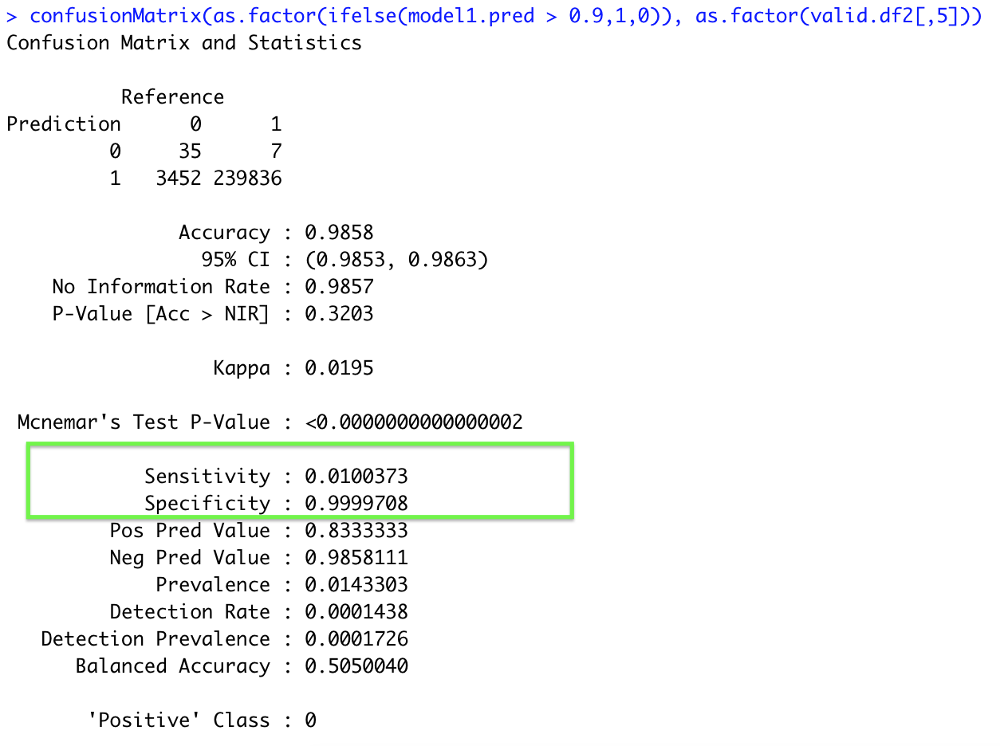 > confusionMatrix(as.factor(ifelse(model1.pred > 0.9,1,0)), as.factor(valid.df2[,5]))
Confusion Matrix and Statistics
Reference
Prediction 0 1
0 35 7
1 3452 239836
Accuracy : 0.9858
95% CI : (0.9853, 0.9863)
No Information Rate : 0.9857
P-Value [Acc > NIR] : 0.3203
Kappa : 0.0195
Mcnemar's Test P-Value : <0.0000000000000002
Sensitivity : 0.0100373
Specificity : 0.9999708
Pos Pred Value : 0.8333333
Neg Pred Value : 0.9858111
Prevalence : 0.0143303
Detection Rate : 0.0001438
Detection Prevalence : 0.0001726
Balanced Accuracy : 0.5050040
'Positive' Class : 0